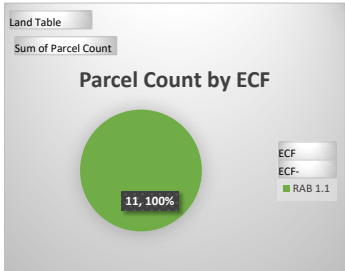 Land Table
Sum of Parcel Count
Parcel Count by ECF
11, 100%
ECF
ECF-
RAB 1.1